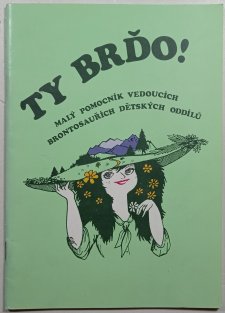 TY BRĎO!
MALÝ POMOCNÍK VEDOUCÍCH
BRONTOSAUŘÍCH DĚTSKÝCH ODDÍLŮ